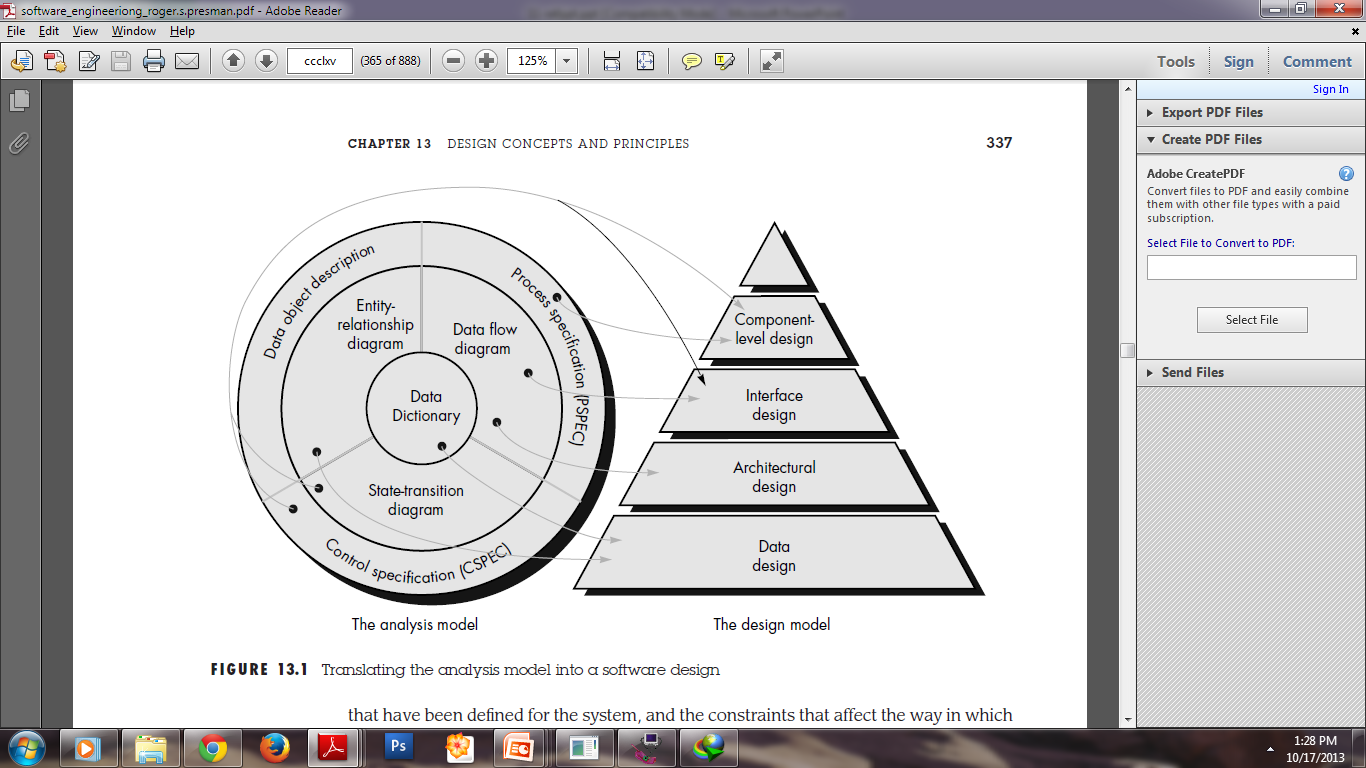 software_engineeriong_roger.s.presman.pdf - Adobe Reader
File Edit View Window Help
ccclxv (365 of 888) 125% Tools Sign Comment
Sign In
Export PDF Files
Create PDF Files
Adobe CreatePDF
Convert files to PDF and easily combine
them with other file types with a paid
subscription.
Select File to Convert to PDF:
Select File
Send Files
CHAPTER 13 DESIGN CONCEPTS AND PRINCIPLES 337
Data object description
Process specification (PSPEC)
Control specification (CSPEC)
Entity-
relationship
diagram
Data flow
diagram
Data
Dictionary
State-transition
diagram
The analysis model
Component-
level design
Interface
design
Architectural
design
Data
design
The design model
FIGURE 13.1 Translating the analysis model into a software design
that have been defined for the system, and the constraints that affect the way in which
Ps
1:28 PM
10/17/2013